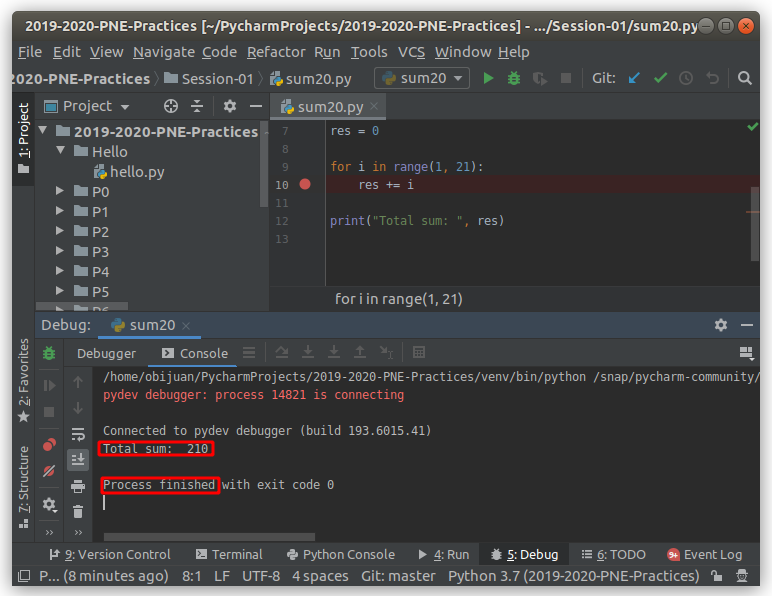 2019-2020-PNE-Practices [~/PycharmProjects/2019-2020-PNE-Practices] - .../Session-01/sum20.py
File Edit View Navigate Code Refactor Run Tools VCS Window Help
2020-PNE-Practices Session-01 sum20.py sum20 Git:
1: Project
Project
sum20.py
2019-2020-PNE-Practices
Hello
hello.py
P0
P1
P2
P3
P4
P5
7 res = 0
8
9 for i in range(1, 21):
10 res += i
11
12 print("Total sum: ", res)
13
for i in range(1, 21)
Debug: sum20
Debugger Console
2: Favorites
7: Structure
/home/obijuan/PycharmProjects/2019-2020-PNE-Practices/venv/bin/python /snap/pycharm-community/
pydev debugger: process 14821 is connecting
Connected to pydev debugger (build 193.6015.41)
Total sum:  210
Process finished with exit code 0
9: Version Control Terminal Python Console 4: Run 5: Debug 6: TODO 9+ Event Log
P... (8 minutes ago) 8:1 LF UTF-8 4 spaces Git: master Python 3.7 (2019-2020-PNE-Practices)